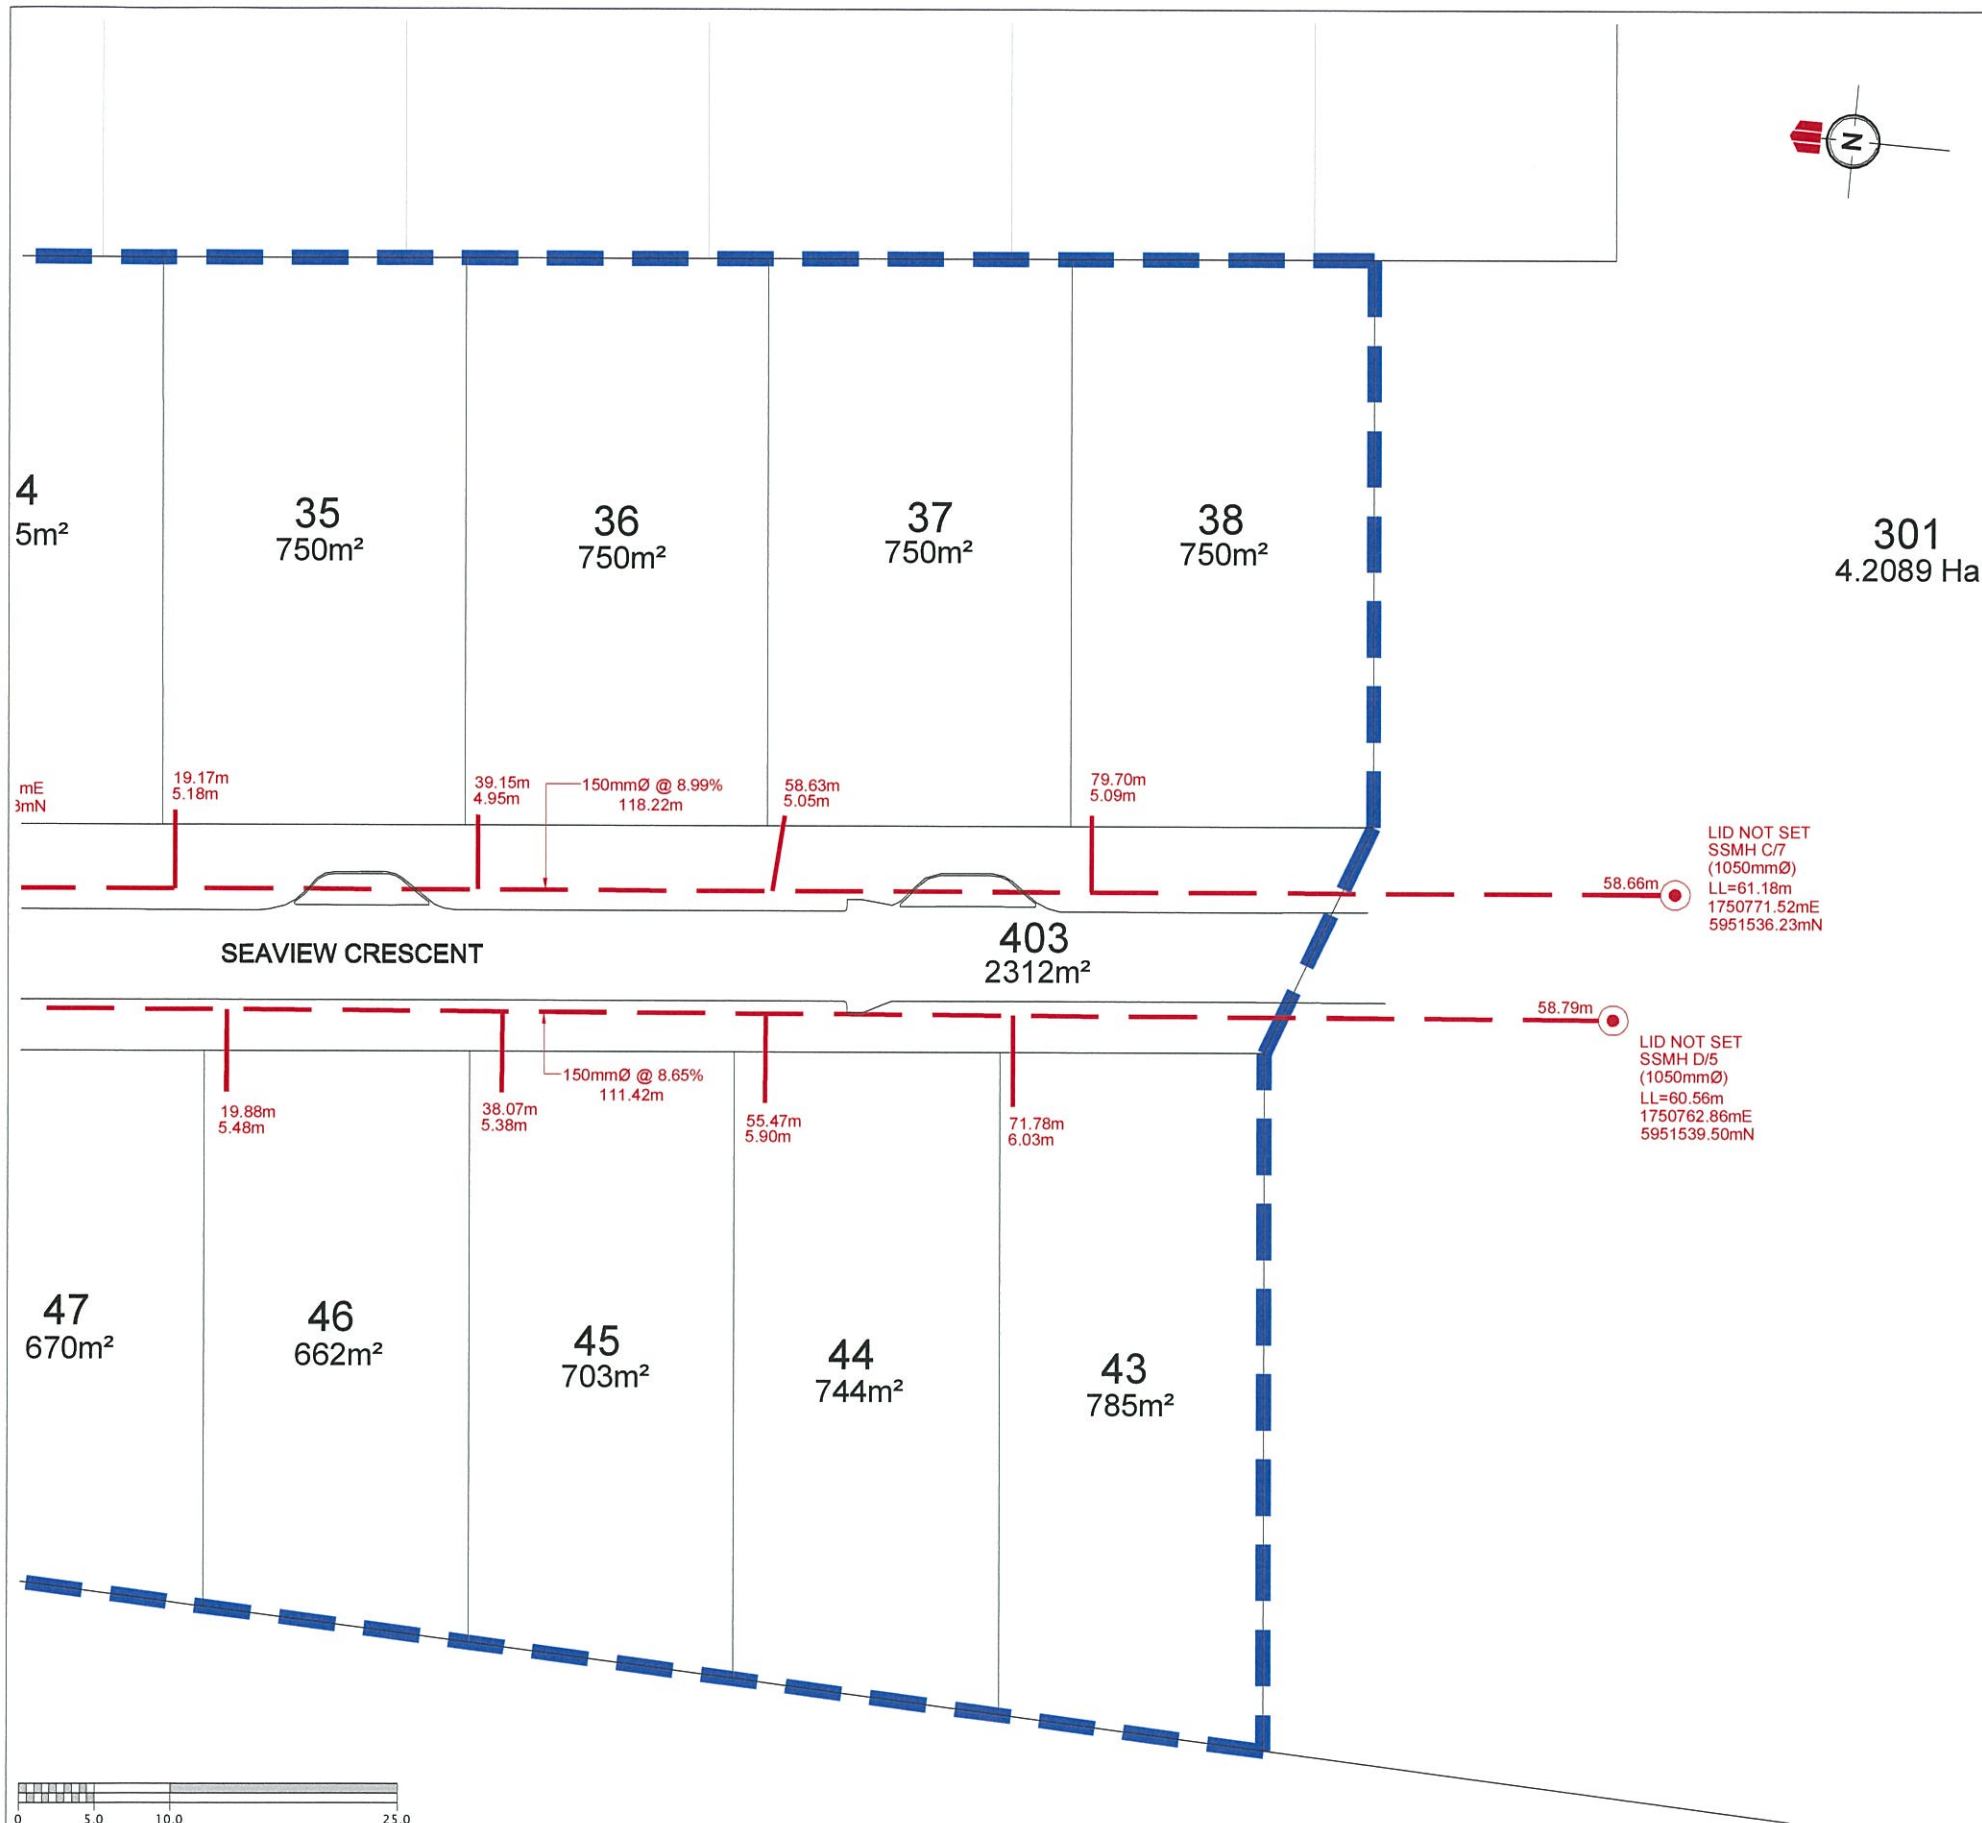 N
4
5m²
35
750m²
36
750m²
37
750m²
38
750m²
301
4.2089 Ha
mE
3mN
19.17m
5.18m
39.15m
4.95m
150mmØ @ 8.99%
118.22m
58.63m
5.05m
79.70m
5.09m
58.66m
LID NOT SET
SSMH C/7
(1050mmØ)
LL=61.18m
1750771.52mE
5951536.23mN
SEAVIEW CRESCENT
403
2312m²
58.79m
LID NOT SET
SSMH D/5
(1050mmØ)
LL=60.56m
1750762.86mE
5951539.50mN
19.88m
5.48m
38.07m
5.38m
150mmØ @ 8.65%
111.42m
55.47m
5.90m
71.78m
6.03m
47
670m²
46
662m²
45
703m²
44
744m²
43
785m²
0 5.0 10.0 25.0